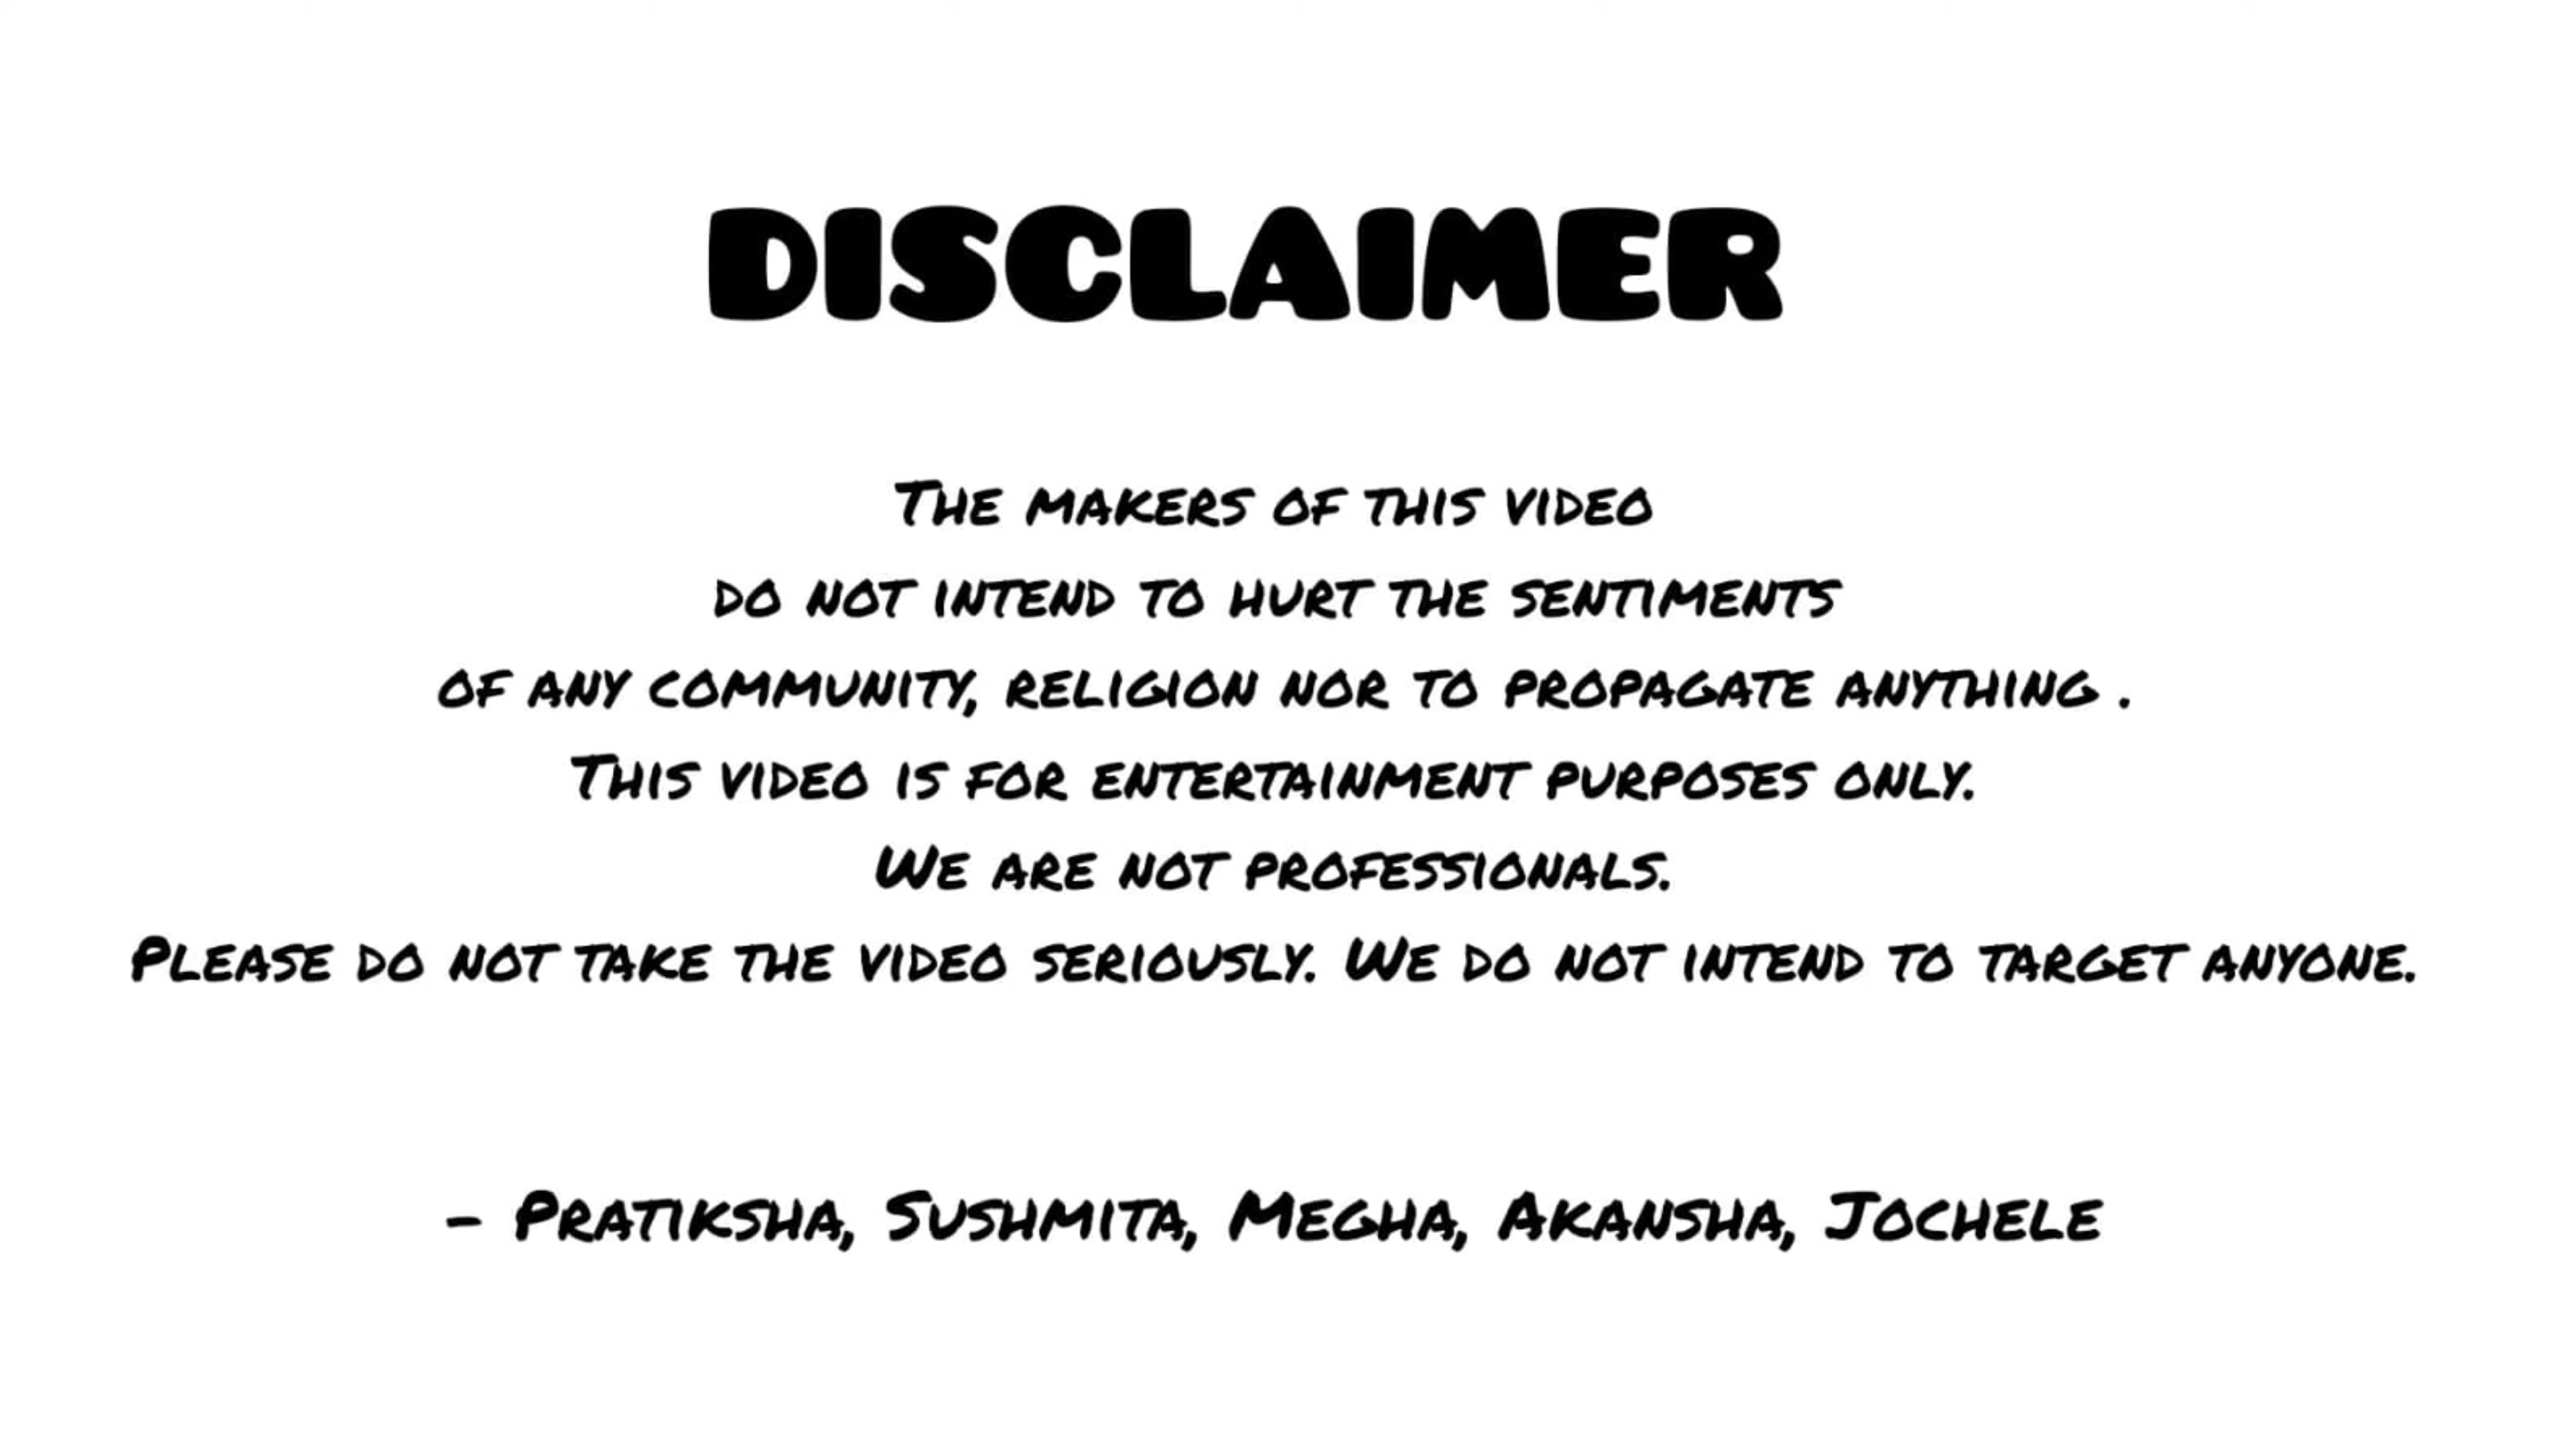 DISCLAIMER
The makers of this video
do not intend to hurt the sentiments
of any community, religion nor to propagate anything .
This video is for entertainment purposes only.
We are not professionals.
Please do not take the video seriously. We do not intend to target anyone.
- Pratiksha, Sushmita, Megha, Akansha, Jochele